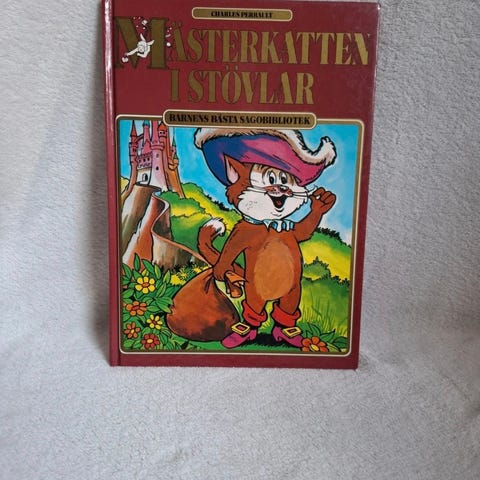 CHARLES PERRAULT
MÄSTERKATTEN
I STÖVLAR
BARNENS BÄSTA SAGOBIBLIOTEK